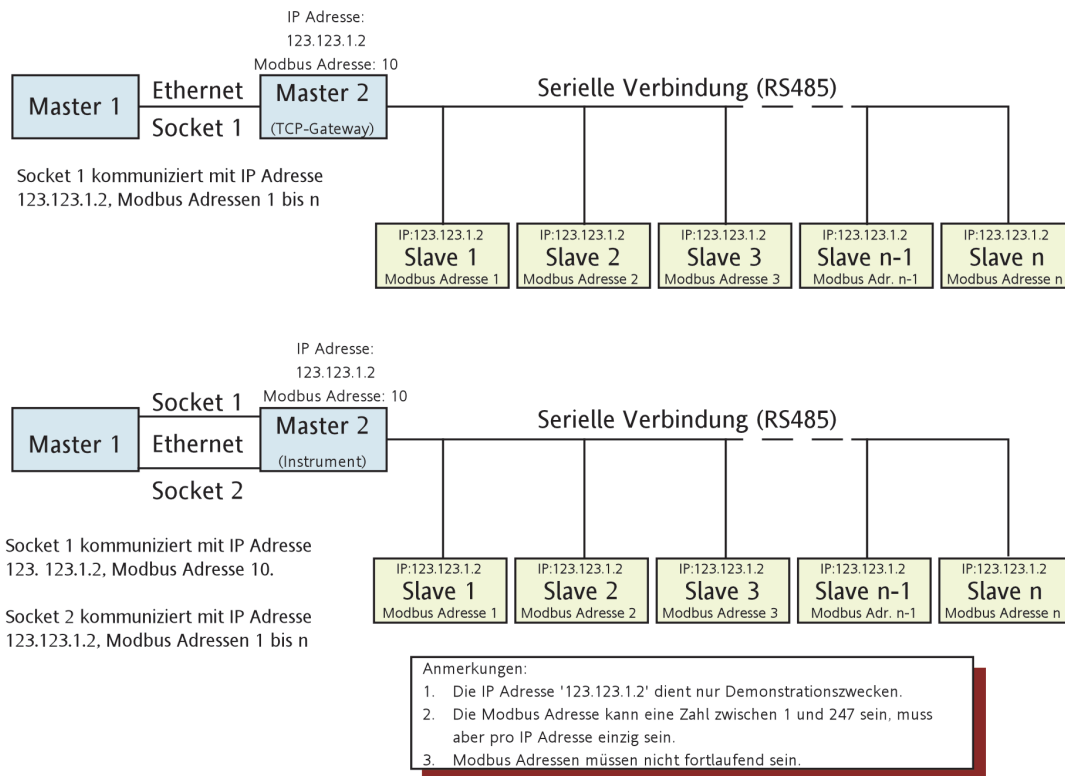 IP Adresse:
123.123.1.2
Modbus Adresse: 10
Master 1
Ethernet
Socket 1
Master 2
(TCP-Gateway)
Serielle Verbindung (RS485)
Socket 1 kommuniziert mit IP Adresse
123.123.1.2, Modbus Adressen 1 bis n
IP:123.123.1.2
Slave 1
Modbus Adresse 1
IP:123.123.1.2
Slave 2
Modbus Adresse 2
IP:123.123.1.2
Slave 3
Modbus Adresse 3
IP:123.123.1.2
Slave n-1
Modbus Adr. n-1
IP:123.123.1.2
Slave n
Modbus Adresse n
IP Adresse:
123.123.1.2
Modbus Adresse: 10
Master 1
Socket 1
Ethernet
Socket 2
Master 2
(Instrument)
Serielle Verbindung (RS485)
Socket 1 kommuniziert mit IP Adresse
123. 123.1.2, Modbus Adresse 10.
Socket 2 kommuniziert mit IP Adresse
123.123.1.2, Modbus Adressen 1 bis n
IP:123.123.1.2
Slave 1
Modbus Adresse 1
IP:123.123.1.2
Slave 2
Modbus Adresse 2
IP:123.123.1.2
Slave 3
Modbus Adresse 3
IP:123.123.1.2
Slave n-1
Modbus Adr. n-1
IP:123.123.1.2
Slave n
Modbus Adresse n
Anmerkungen:
1. Die IP Adresse '123.123.1.2' dient nur Demonstrationszwecken.
2. Die Modbus Adresse kann eine Zahl zwischen 1 und 247 sein, muss
aber pro IP Adresse einzig sein.
3. Modbus Adressen müssen nicht fortlaufend sein.